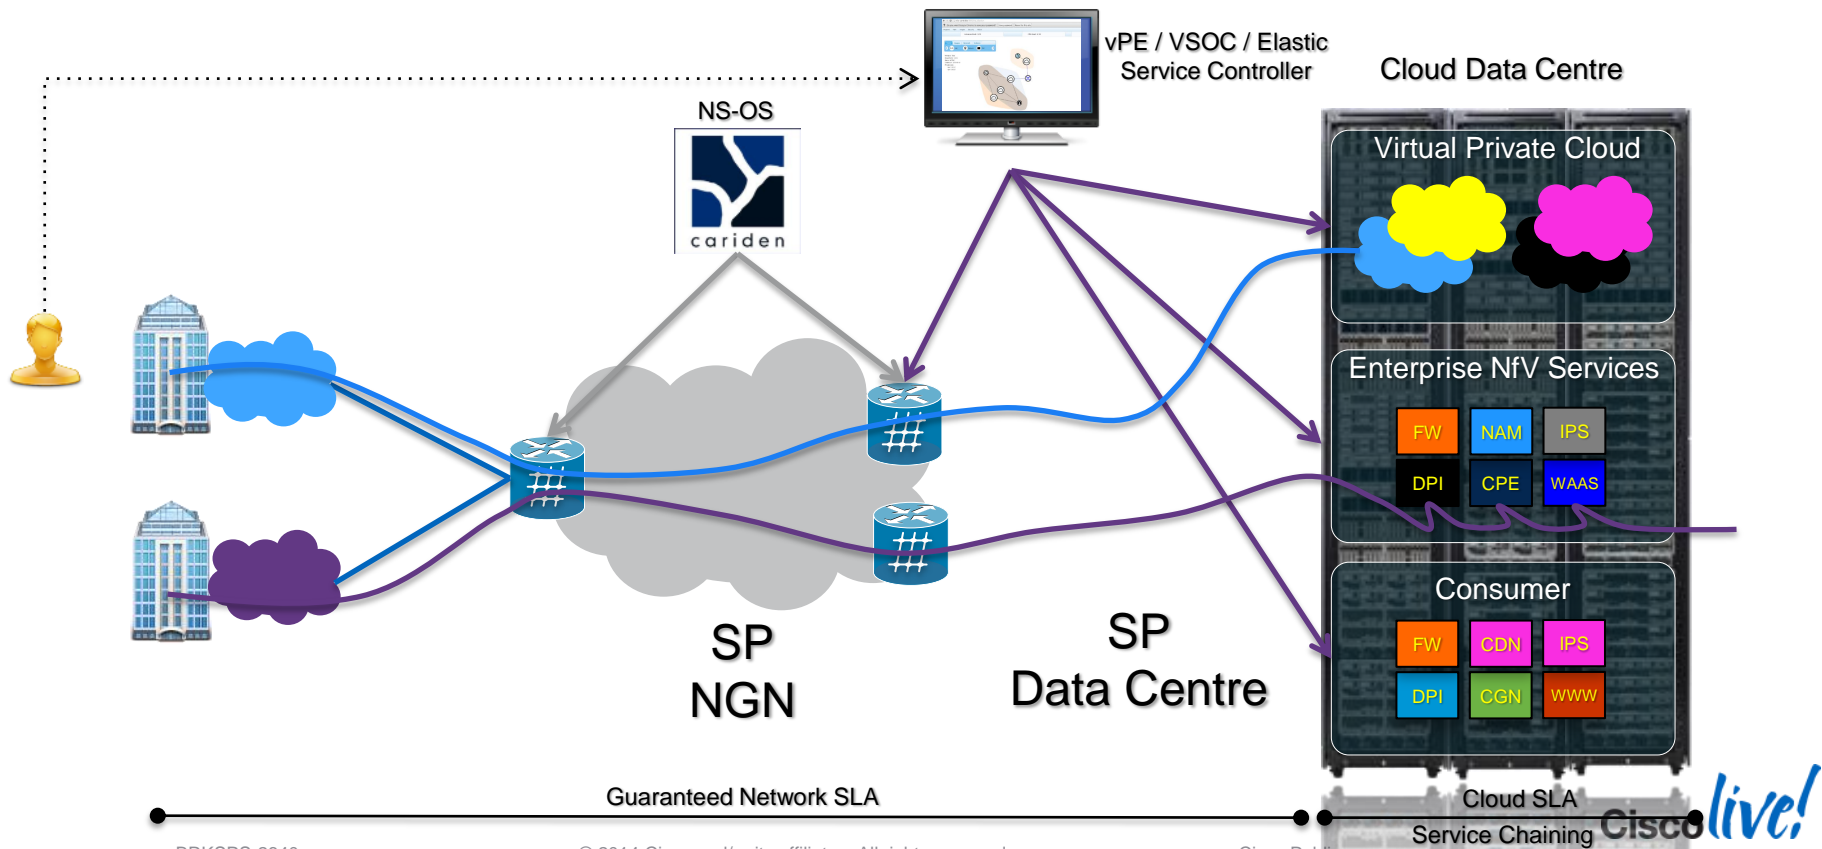 vPE / VSOC / Elastic
Service Controller
Cloud Data Centre
NS-OS
cariden
Virtual Private Cloud
Enterprise NfV Services
FW NAM IPS
DPI CPE WAAS
Consumer
FW CDN IPS
DPI CGN WWW
SP
NGN
SP
Data Centre
Guaranteed Network SLA
Cloud SLA
Service Chaining
Cisco live!